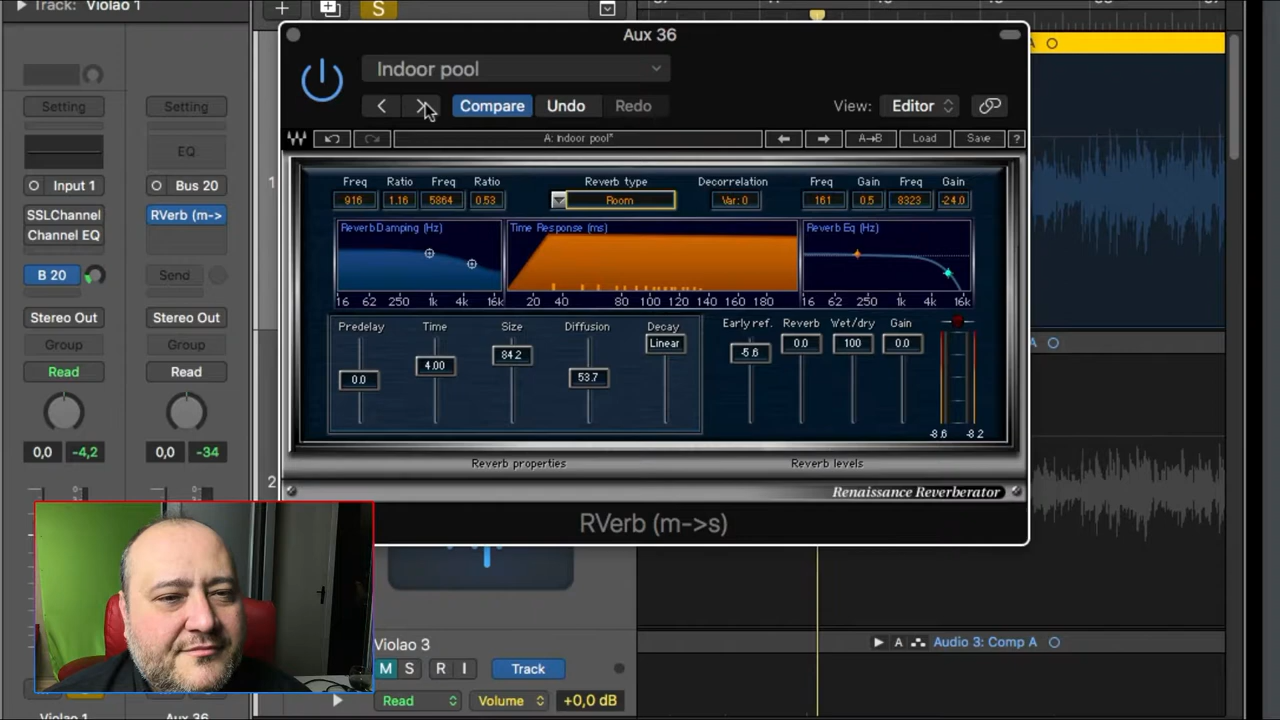 Track: Violao 1
S
Aux 36
Indoor pool
Compare
Undo
Redo
View:
Editor
A: Indoor pool*
A→B
Load
Save
?
Setting
Setting
EQ
Input 1
Bus 20
SSLChannel
Channel EQ
RVerb (m->
B 20
Send
Stereo Out
Stereo Out
Group
Group
Read
Read
0,0
-4,2
0,0
-34
1
2
Freq Ratio Freq Ratio
916 1.16 5864 0.53
Reverb type
Room
Decorrelation
Var: 0
Freq Gain Freq Gain
161 0.5 8323 -24.0
Reverb Damping (Hz)
16 62 250 1k 4k 16k
Time Response (ms)
20 40 80 100 120 140 160 180
Reverb Eq (Hz)
16 62 250 1k 4k 16k
Predelay Time Size Diffusion Decay
0.0 4.00 84.2 53.7 Linear
Early ref. Reverb Wet/dry Gain
-5.6 0.0 100 0.0
-8.6 -8.2
Reverb properties
Reverb levels
Renaissance Reverberator
RVerb (m->s)
A
Violao 3
M S R I
Track
Read
Volume
+0,0 dB
A
Audio 3: Comp A
Violao 1
Aux 36